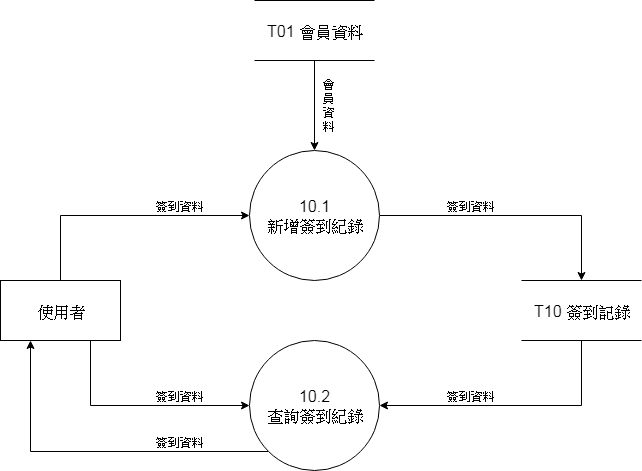 T01 會員資料
會員資料
10.1
新增簽到紀錄
簽到資料
簽到資料
使用者
T10 簽到記錄
10.2
查詢簽到紀錄
簽到資料
簽到資料
簽到資料